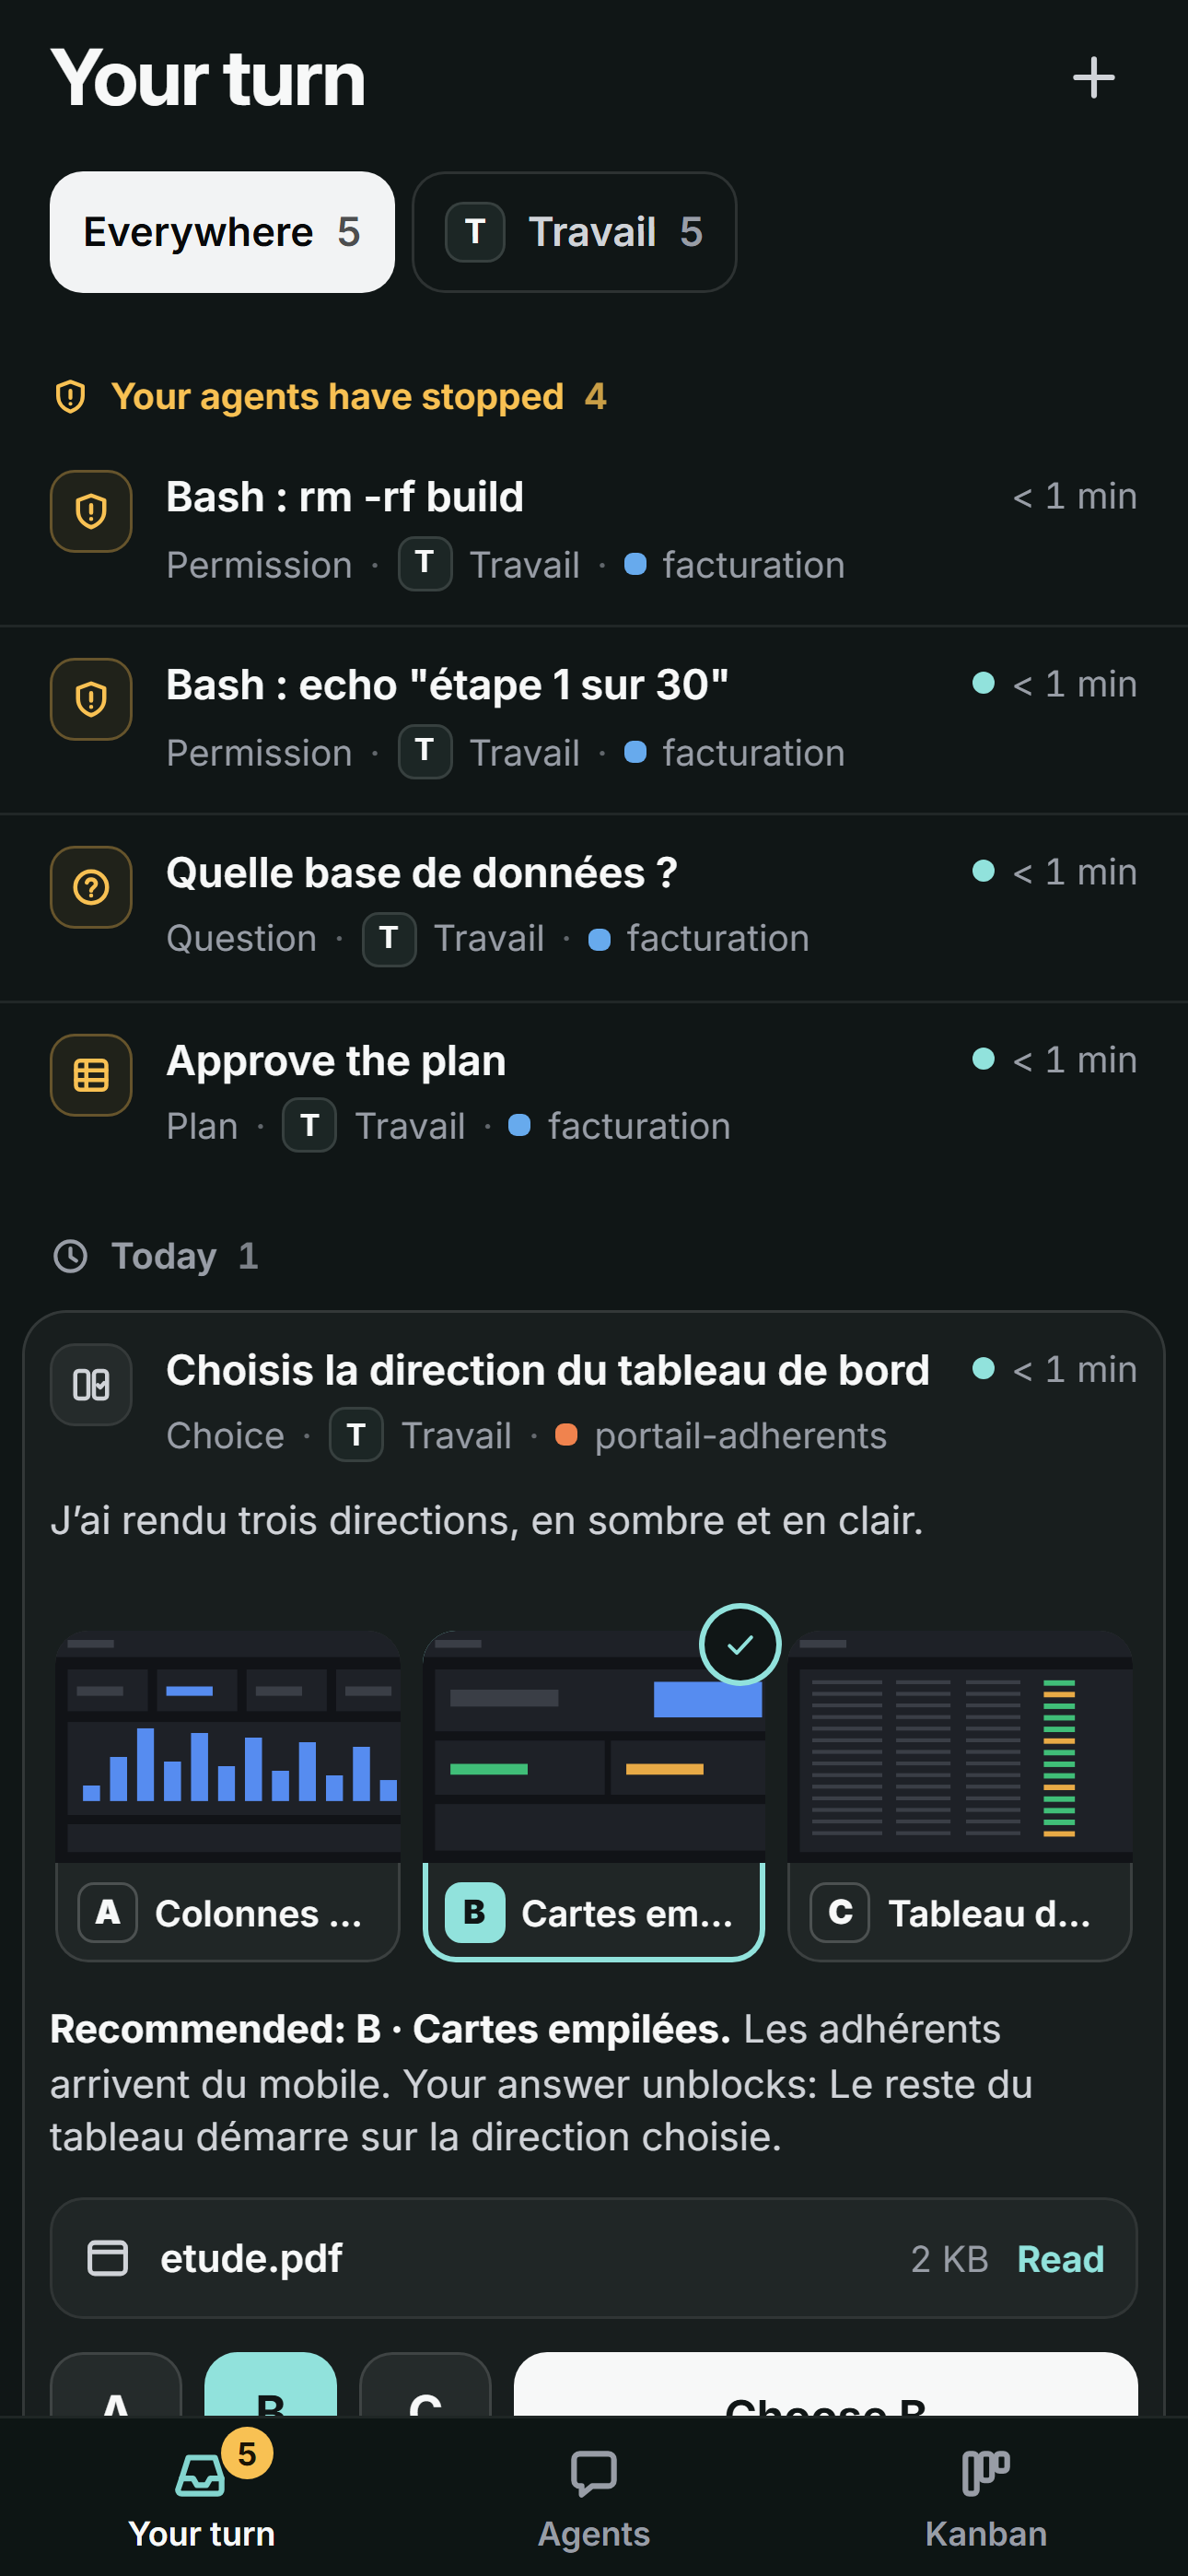 Your turn
Everywhere 5
T Travail 5
Your agents have stopped 4
Bash : rm -rf build < 1 min
Permission · T Travail · facturation
Bash : echo "étape 1 sur 30" < 1 min
Permission · T Travail · facturation
Quelle base de données ? < 1 min
Question · T Travail · facturation
Approve the plan < 1 min
Plan · T Travail · facturation
Today 1
Choisis la direction du tableau de bord < 1 min
Choice · T Travail · portail-adherents
J’ai rendu trois directions, en sombre et en clair.
A Colonnes ...
B Cartes em...
C Tableau d...
Recommended: B · Cartes empilées. Les adhérents
arrivent du mobile. Your answer unblocks: Le reste du
tableau démarre sur la direction choisie.
etude.pdf 2 KB Read
A B C Choose B
5
Your turn Agents Kanban